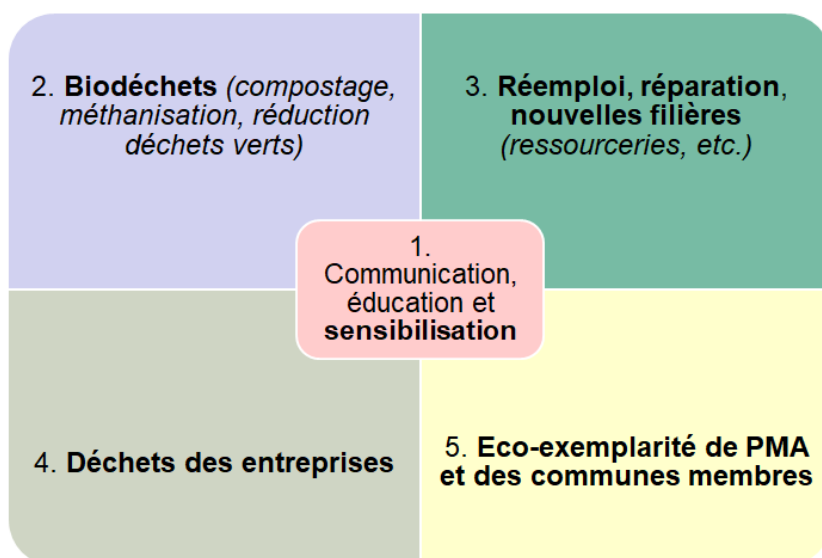 2. Biodéchets (compostage,
méthanisation, réduction
déchets verts)
3. Réemploi, réparation,
nouvelles filières
(ressourceries, etc.)
1.
Communication,
éducation et
sensibilisation
4. Déchets des entreprises
5. Eco-exemplarité de PMA
et des communes membres